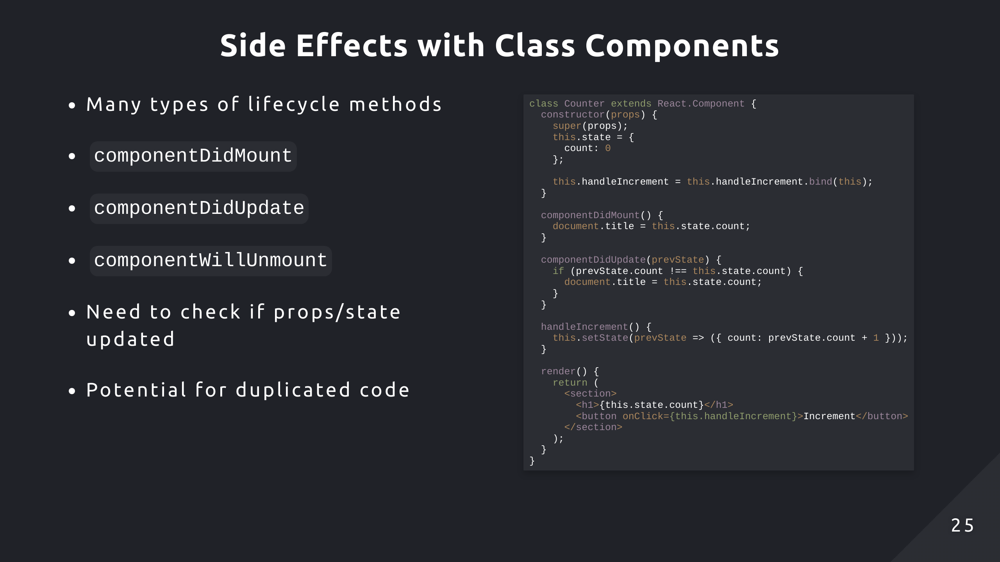 Side Effects with Class Components
Many types of lifecycle methods
componentDidMount
componentDidUpdate
componentWillUnmount
Need to check if props/state
updated
Potential for duplicated code
class Counter extends React.Component {
  constructor(props) {
    super(props);
    this.state = {
      count: 0
    };

    this.handleIncrement = this.handleIncrement.bind(this);
  }

  componentDidMount() {
    document.title = this.state.count;
  }

  componentDidUpdate(prevState) {
    if (prevState.count !== this.state.count) {
      document.title = this.state.count;
    }
  }

  handleIncrement() {
    this.setState(prevState => ({ count: prevState.count + 1 }));
  }

  render() {
    return (
      <section>
        <h1>{this.state.count}</h1>
        <button onClick={this.handleIncrement}>Increment</button>
      </section>
    );
  }
}
25